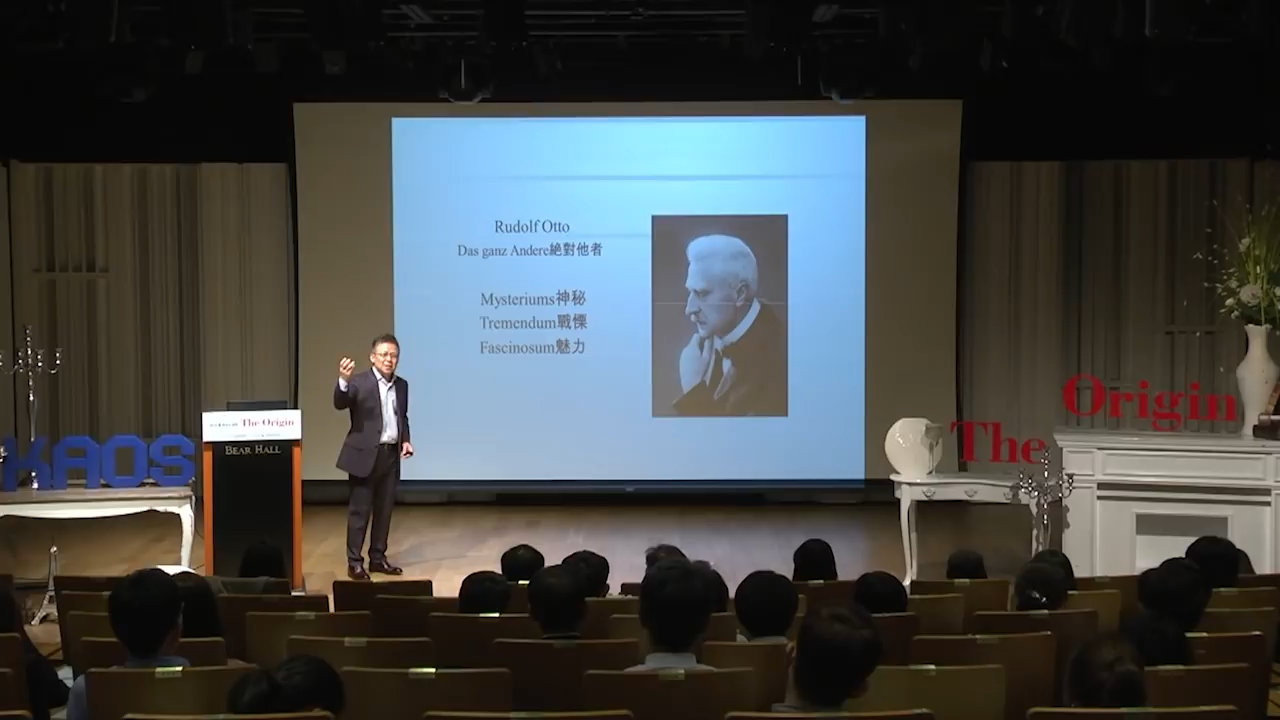 Rudolf Otto
Das ganz Andere絶對他者
Mysteriums神秘
Tremendum戰慄
Fascinosum魅力
The Origin
BEAR HALL
KAOS
The
Origin